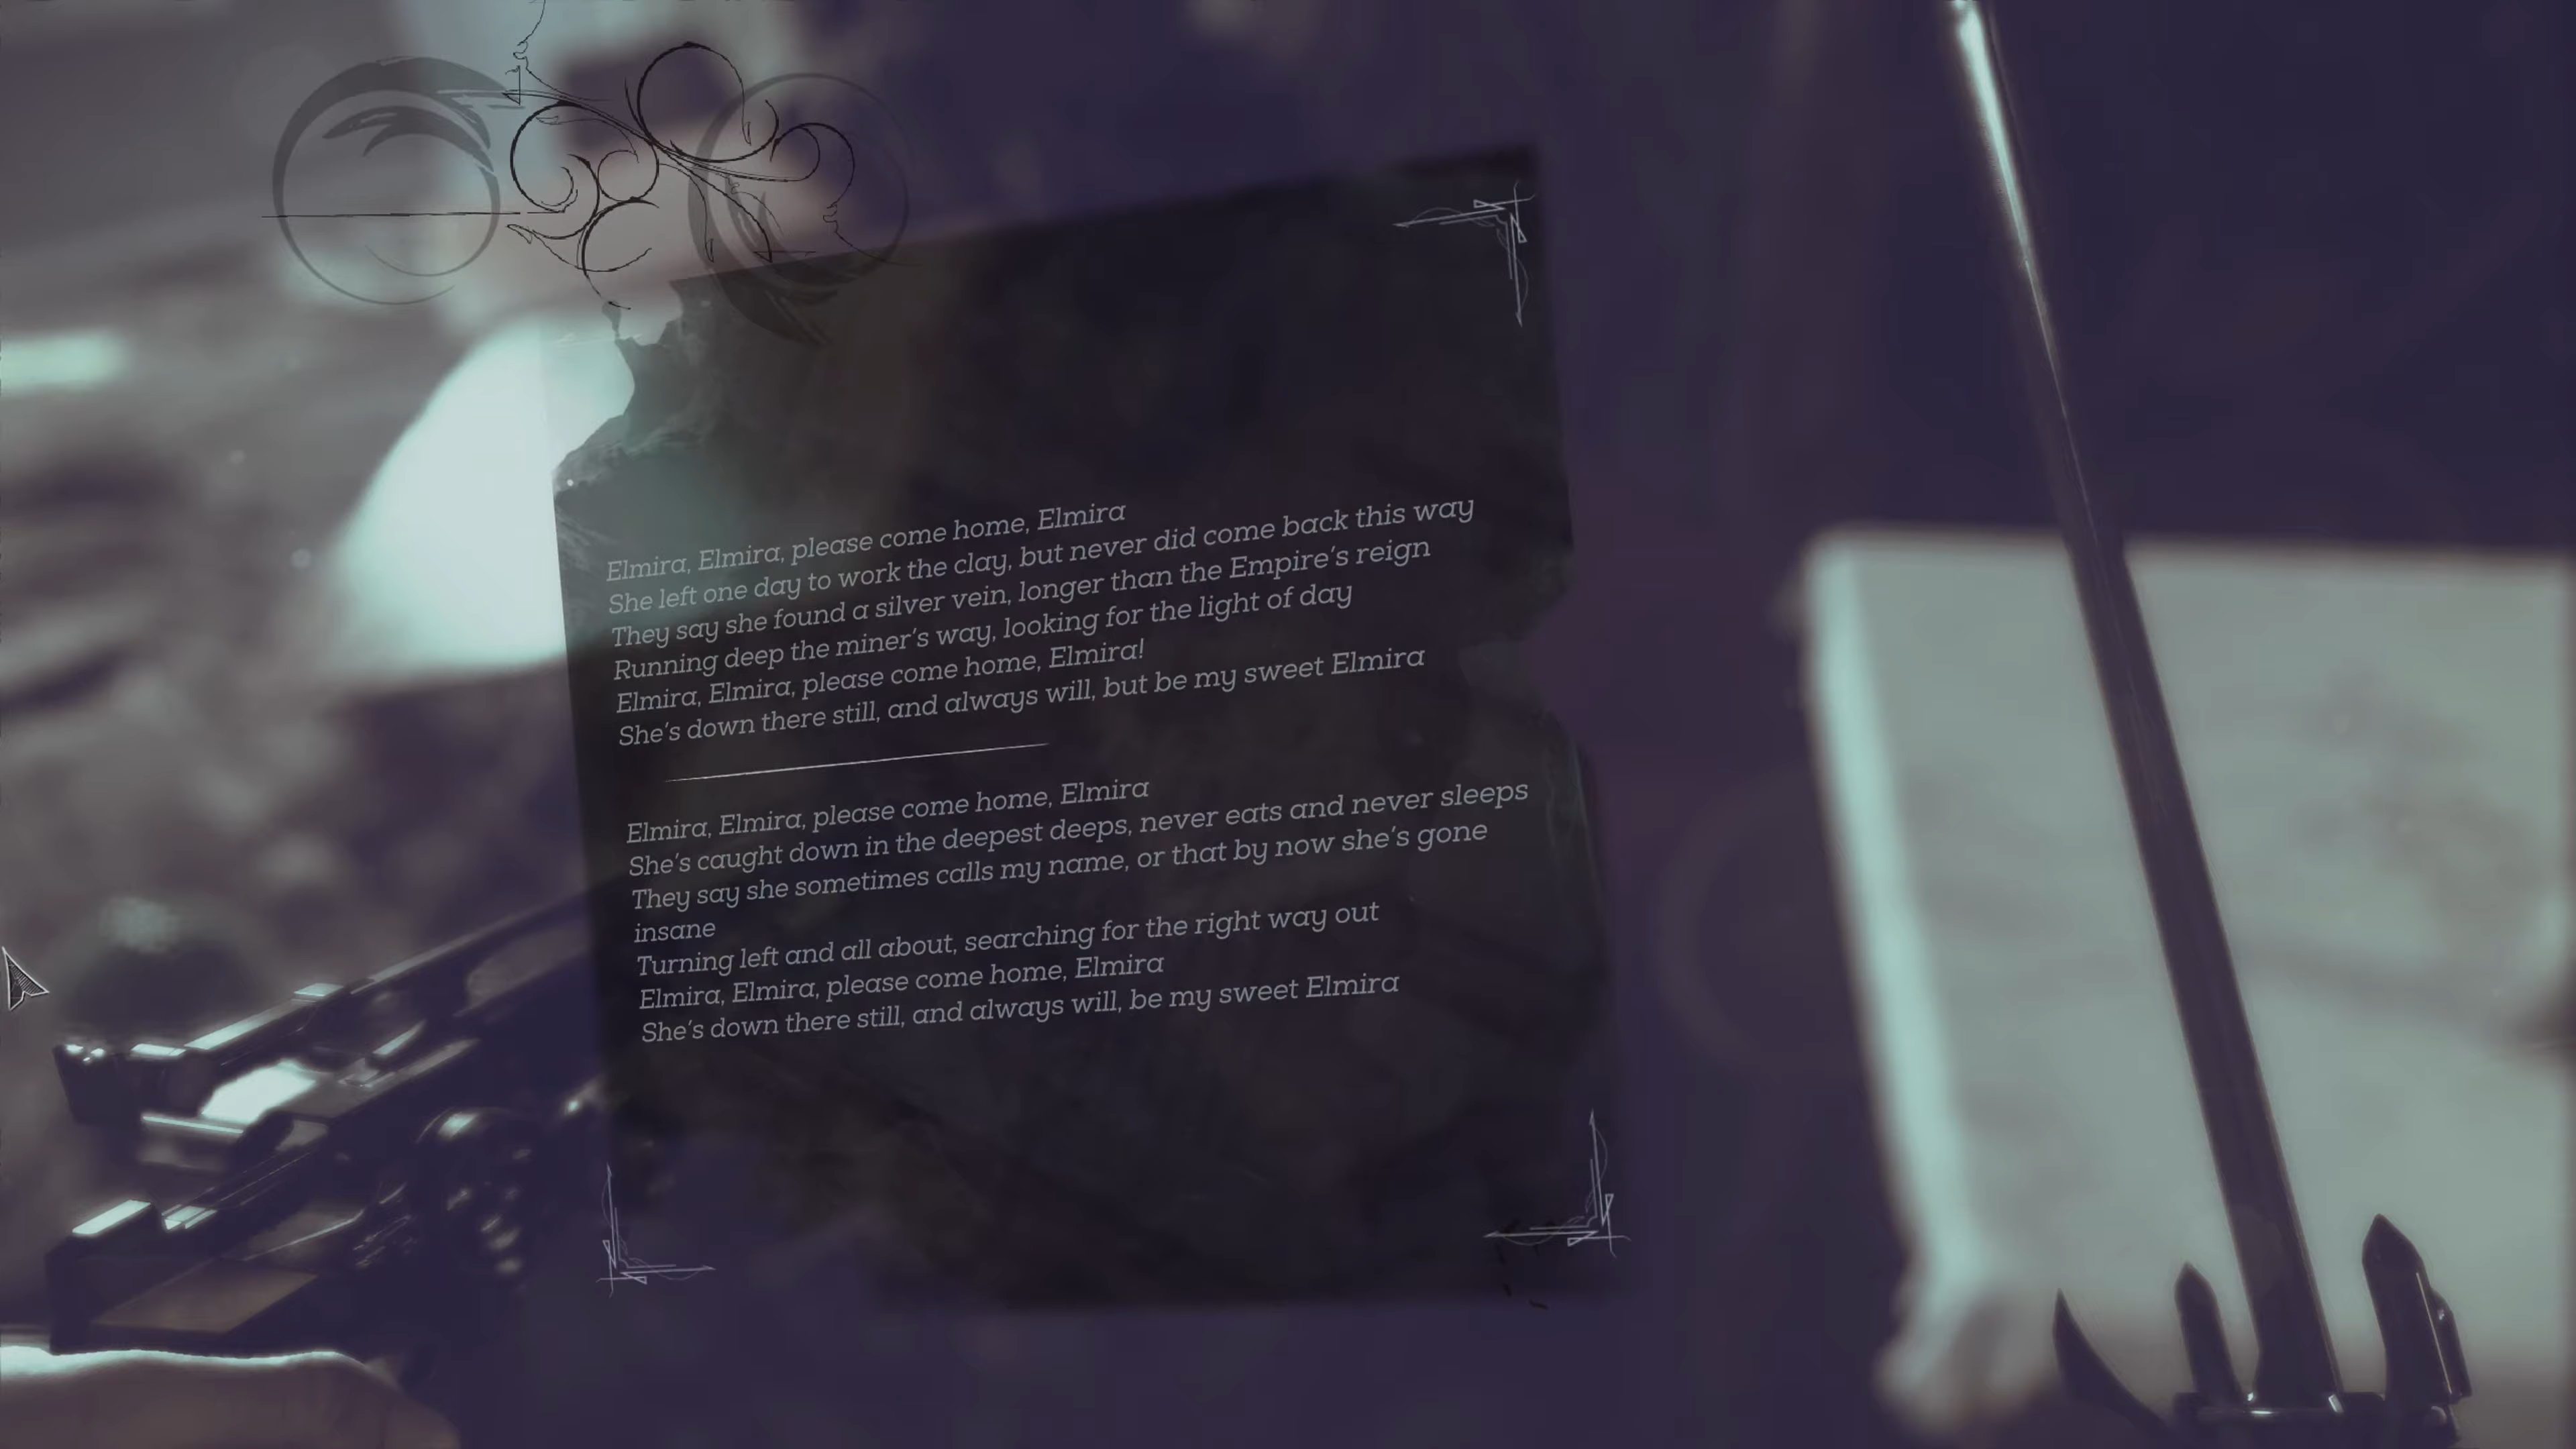 Elmira, Elmira, please come home, Elmira
She left one day to work the clay, but never did come back this way
They say she found a silver vein, longer than the Empire's reign
Running deep the miner's way, looking for the light of day
Elmira, Elmira, please come home, Elmira!
She's down there still, and always will, but be my sweet Elmira
Elmira, Elmira, please come home, Elmira
She's caught down in the deepest deeps, never eats and never sleeps
They say she sometimes calls my name, or that by now she's gone
insane
Turning left and all about, searching for the right way out
Elmira, Elmira, please come home, Elmira
She's down there still, and always will, be my sweet Elmira